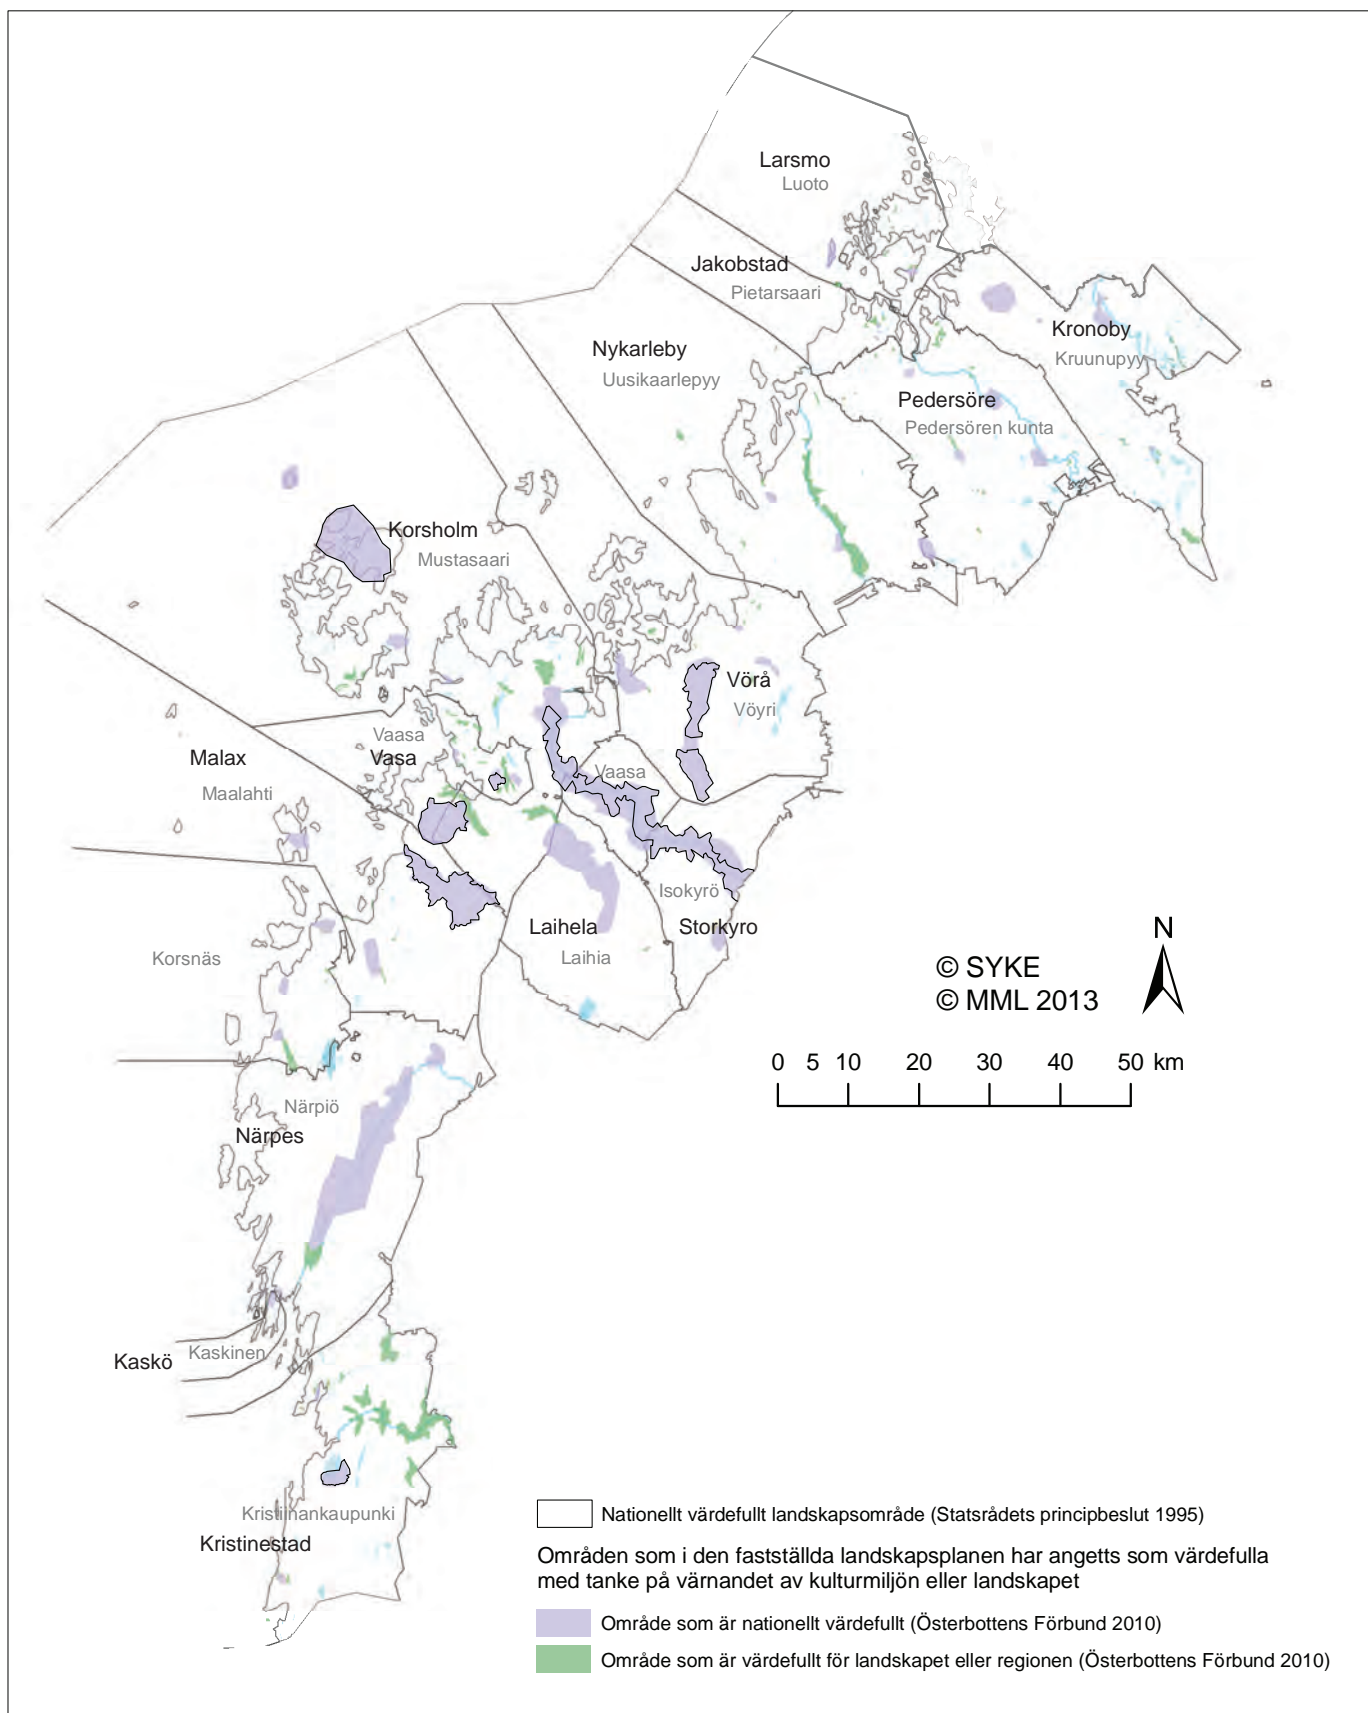 Larsmo
Luoto
Jakobstad
Pietarsaari
Kronoby
Kruunupyy
Nykarleby
Uusikaarlepyy
Pedersöre
Pedersören kunta
Korsholm
Mustasaari
Vörå
Vöyri
Vaasa
Vasa
Malax
Maalahti
Vaasa
Isokyrö
Storkyro
Laihela
Laihia
Korsnäs
N
© SYKE
© MML 2013
0 5 10 20 30 40 50 km
Närpiö
Närpes
Kaskinen
Kaskö
Kristiinankaupunki
Kristinestad
Nationellt värdefullt landskapsområde (Statsrådets principbeslut 1995)
Områden som i den fastställda landskapsplanen har angetts som värdefulla
med tanke på värnandet av kulturmiljön eller landskapet
Område som är nationellt värdefullt (Österbottens Förbund 2010)
Område som är värdefullt för landskapet eller regionen (Österbottens Förbund 2010)